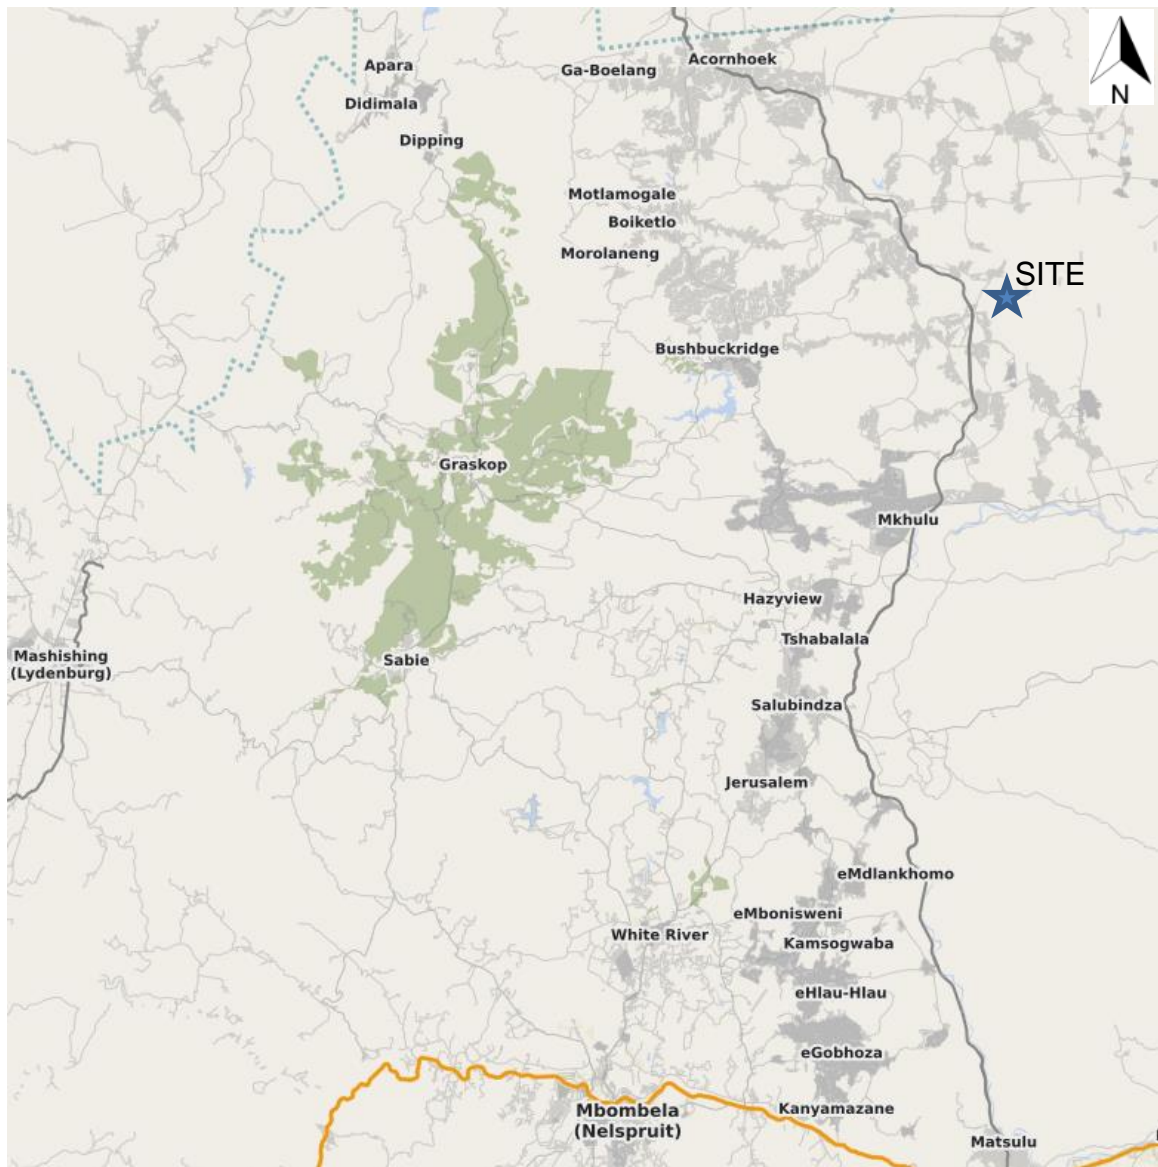 Acornhoek
Apara
Ga-Boelang
Didimala
N
Dipping
Motlamogale
Boiketlo
Morolaneng
SITE
Bushbuckridge
Graskop
Mkhulu
Hazyview
Tshabalala
Mashishing
(Lydenburg)
Sabie
Salubindza
Jerusalem
eMdlankhomo
eMbonisweni
White River
Kamsogwaba
eHlau-Hlau
eGobhoza
Kanyamazane
Mbombela
(Nelspruit)
Matsulu